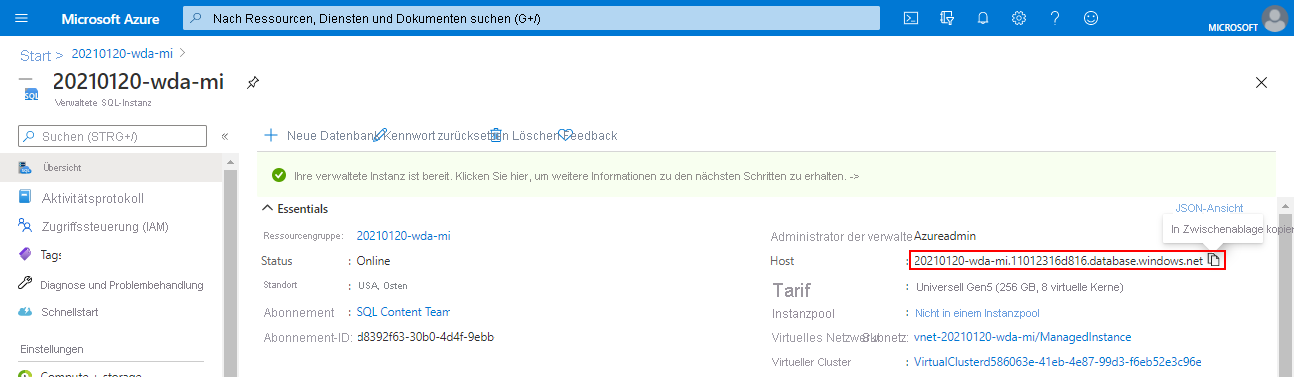 Microsoft Azure
Nach Ressourcen, Diensten und Dokumenten suchen (G+/)
MICROSOFT
Start > 20210120-wda-mi >
20210120-wda-mi
SQL
Verwaltete SQL-Instanz
Suchen (STRG+/)
«
Neue Datenbank Kennwort zurücksetzen Löschen Feedback
Übersicht
Aktivitätsprotokoll
Zugriffssteuerung (IAM)
Tags
Diagnose und Problembehandlung
Schnellstart
Einstellungen
Compute + storage
Ihre verwaltete Instanz ist bereit. Klicken Sie hier, um weitere Informationen zu den nächsten Schritten zu erhalten. ->
Essentials
JSON-Ansicht
In Zwischenablage kopier
Ressourcengruppe: 20210120-wda-mi
Status : Online
Standort : USA, Osten
Abonnement : SQL Content Team
Abonnement-ID: d8392f63-30b0-4d4f-9ebb
Administrator der verwalte Azureadmin
Host : 20210120-wda-mi.11012316d816.database.windows.net
Tarif : Universell Gen5 (256 GB, 8 virtuelle Kerne)
Instanzpool : Nicht in einem Instanzpool
Virtuelles Netzwerk/Subnetz: vnet-20210120-wda-mi/ManagedInstance
Virtueller Cluster : VirtualClusterd586063e-41eb-4e87-99d3-f6eb52e3c96e